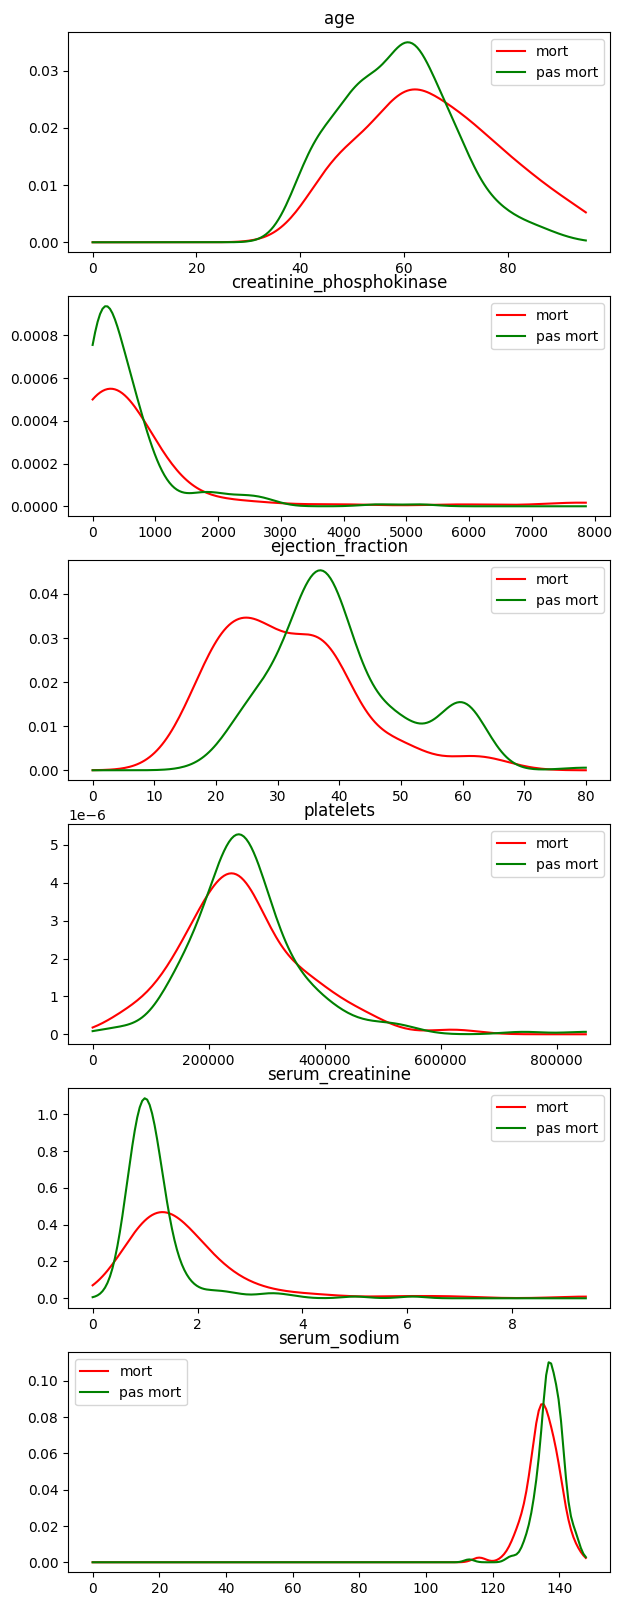 age
mort
pas mort
0.03
0.02
0.01
0.00
0 20 40 60 80
creatinine_phosphokinase
mort
pas mort
0.0008
0.0006
0.0004
0.0002
0.0000
0 1000 2000 3000 4000 5000 6000 7000 8000
ejection_fraction
mort
pas mort
0.04
0.03
0.02
0.01
0.00
0 10 20 30 40 50 60 70 80
platelets
1e−6
mort
pas mort
5
4
3
2
1
0
0 200000 400000 600000 800000
serum_creatinine
mort
pas mort
1.0
0.8
0.6
0.4
0.2
0.0
0 2 4 6 8
serum_sodium
mort
pas mort
0.10
0.08
0.06
0.04
0.02
0.00
0 20 40 60 80 100 120 140